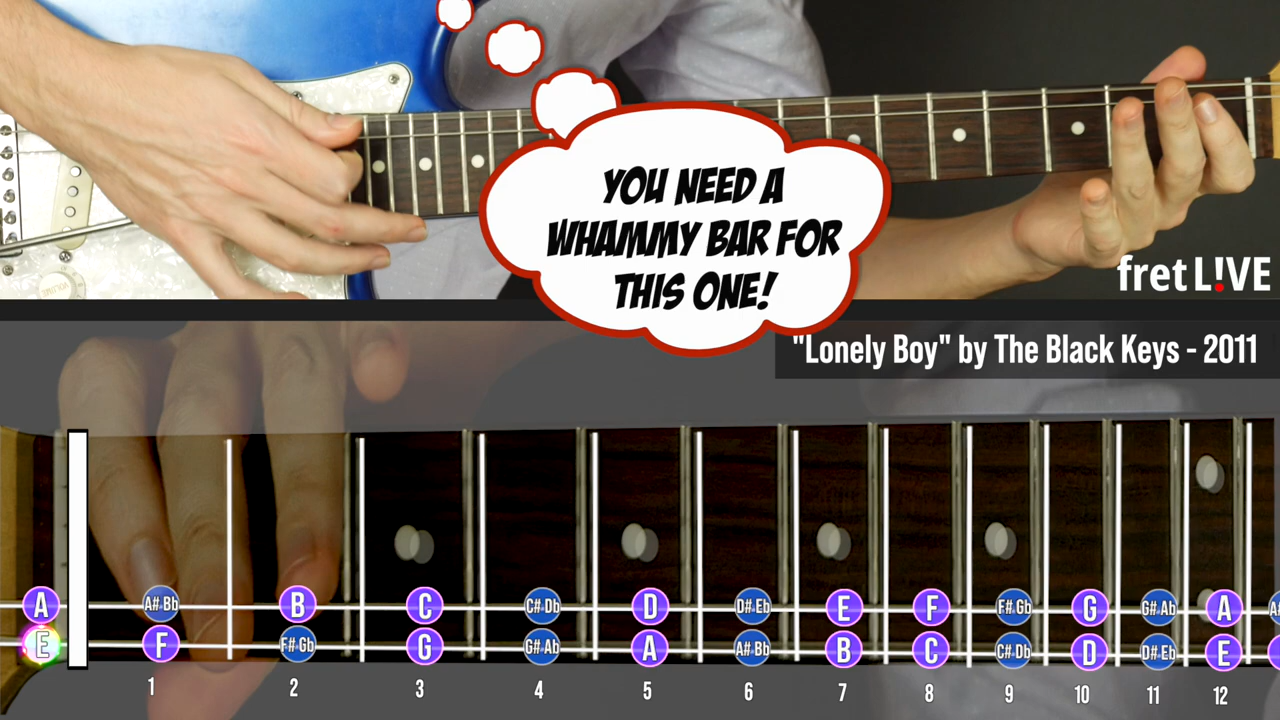 YOU NEED A
WHAMMY BAR FOR
THIS ONE!
fret L!VE
"Lonely Boy" by The Black Keys - 2011
A A# Bb B C C# Db D D# Eb E F F# Gb G G# Ab A
E F F# Gb G G# Ab A A# Bb B C C# Db D D# Eb E
1 2 3 4 5 6 7 8 9 10 11 12